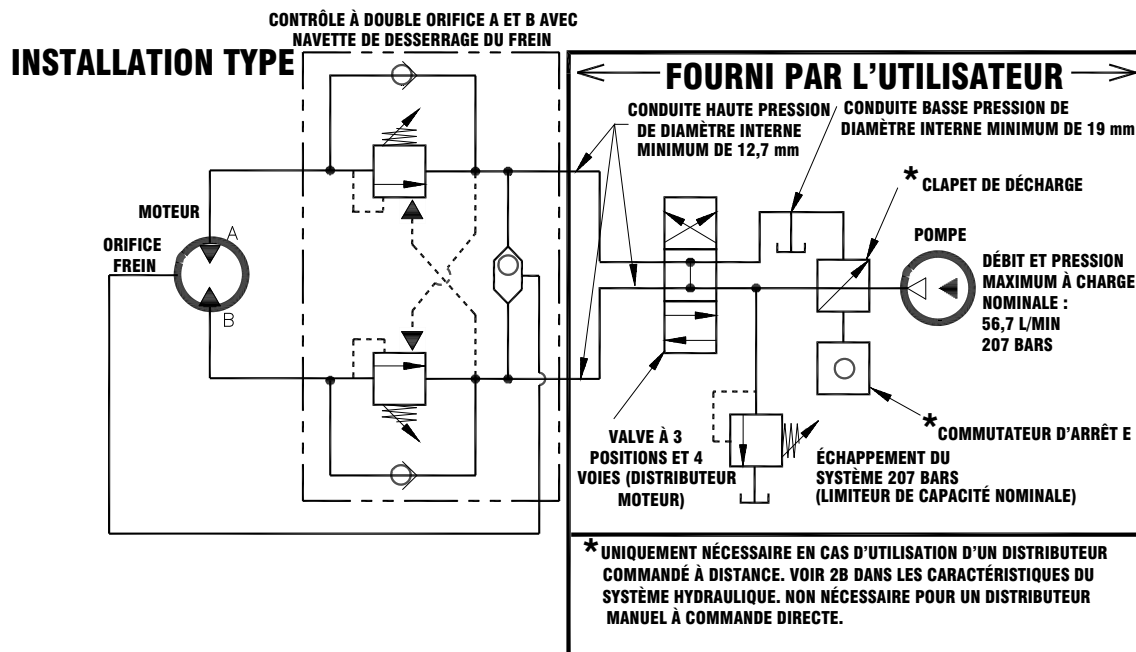 CONTRÔLE À DOUBLE ORIFICE A ET B AVEC
NAVETTE DE DESSERRAGE DU FREIN
INSTALLATION TYPE
FOURNI PAR L'UTILISATEUR
CONDUITE HAUTE PRESSION
DE DIAMÈTRE INTERNE
MINIMUM DE 12,7 mm
CONDUITE BASSE PRESSION DE
DIAMÈTRE INTERNE MINIMUM DE 19 mm
* CLAPET DE DÉCHARGE
MOTEUR
A
ORIFICE
FREIN
B
POMPE
DÉBIT ET PRESSION
MAXIMUM À CHARGE
NOMINALE :
56,7 L/MIN
207 BARS
*COMMUTATEUR D'ARRÊT E
VALVE À 3
POSITIONS ET 4
VOIES (DISTRIBUTEUR
MOTEUR)
ÉCHAPPEMENT DU
SYSTÈME 207 BARS
(LIMITEUR DE CAPACITÉ NOMINALE)
* UNIQUEMENT NÉCESSAIRE EN CAS D'UTILISATION D'UN DISTRIBUTEUR
COMMANDÉ À DISTANCE. VOIR 2B DANS LES CARACTÉRISTIQUES DU
SYSTÈME HYDRAULIQUE. NON NÉCESSAIRE POUR UN DISTRIBUTEUR
MANUEL À COMMANDE DIRECTE.